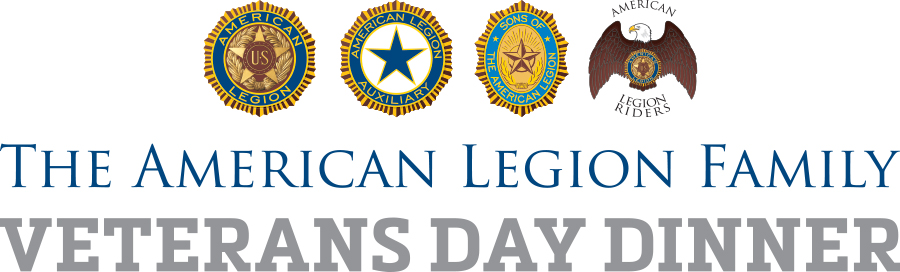 AMERICAN LEGION
U·S
AMERICAN LEGION AUXILIARY
SONS OF THE AMERICAN LEGION
AMERICAN
LEGION
RIDERS
THE AMERICAN LEGION FAMILY
VETERANS DAY DINNER